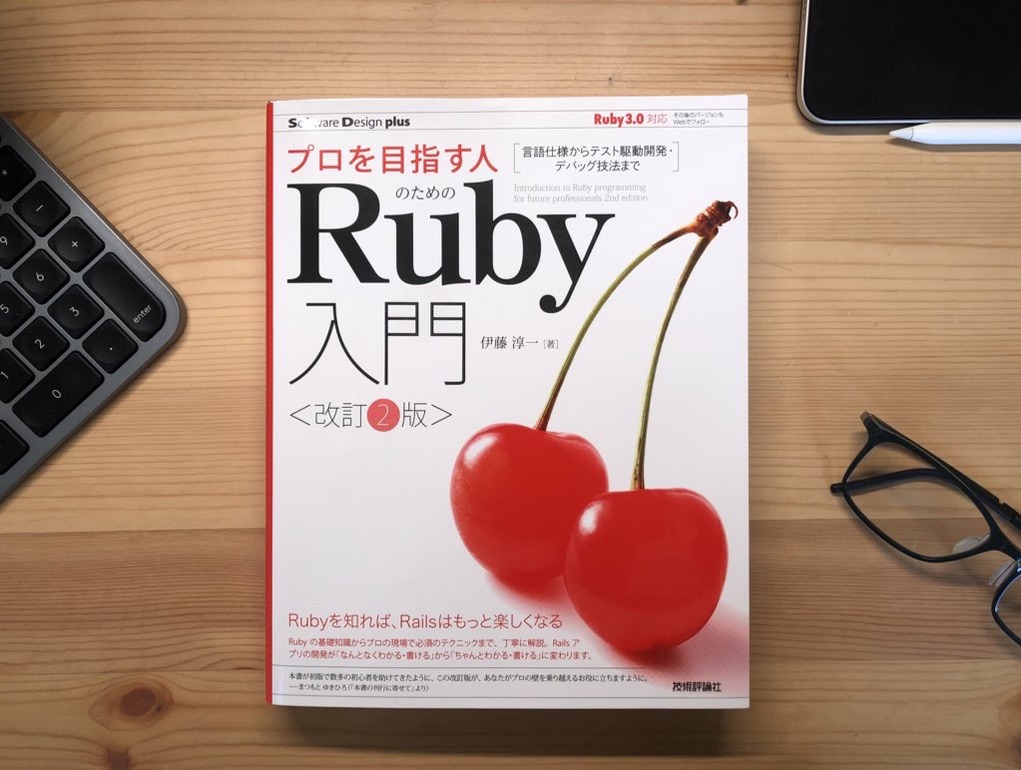 Software Design plus
Ruby3.0 対応
その後のバージョンも
Webでフォロー
プロを目指す人
[言語仕様からテスト駆動開発・
デバッグ技法まで]
のための
Introduction to Ruby programming
for future professionals 2nd edition
Ruby
入門
伊藤 淳一 [著]
<改訂2版>
Rubyを知れば、Railsはもっと楽しくなる
Ruby の基礎知識からプロの現場で必須のテクニックまで、丁寧に解説。Rails ア
プリの開発が「なんとなくわかる・書ける」から「ちゃんとわかる・書ける」に変わります。
本書が初版で数多の初心者を助けてきたように、この改訂版が、あなたがプロの壁を乗り越えるお役に立ちますように。
――まつもと ゆきひろ(「本書の刊行に寄せて」より)
技術評論社
*
-
9
+
6
5
3
enter
2
.
1
0